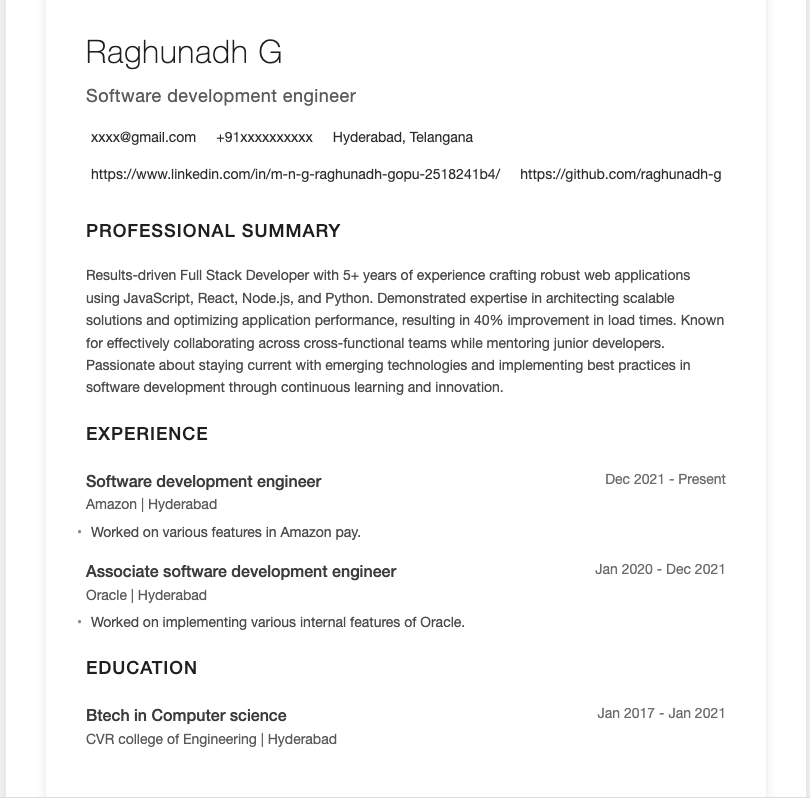 Raghunadh G
Software development engineer
xxxx@gmail.com +91xxxxxxxxxx Hyderabad, Telangana
https://www.linkedin.com/in/m-n-g-raghunadh-gopu-2518241b4/ https://github.com/raghunadh-g
PROFESSIONAL SUMMARY
Results-driven Full Stack Developer with 5+ years of experience crafting robust web applications
using JavaScript, React, Node.js, and Python. Demonstrated expertise in architecting scalable
solutions and optimizing application performance, resulting in 40% improvement in load times. Known
for effectively collaborating across cross-functional teams while mentoring junior developers.
Passionate about staying current with emerging technologies and implementing best practices in
software development through continuous learning and innovation.
EXPERIENCE
Software development engineer Dec 2021 - Present
Amazon | Hyderabad
• Worked on various features in Amazon pay.
Associate software development engineer Jan 2020 - Dec 2021
Oracle | Hyderabad
• Worked on implementing various internal features of Oracle.
EDUCATION
Btech in Computer science Jan 2017 - Jan 2021
CVR college of Engineering | Hyderabad